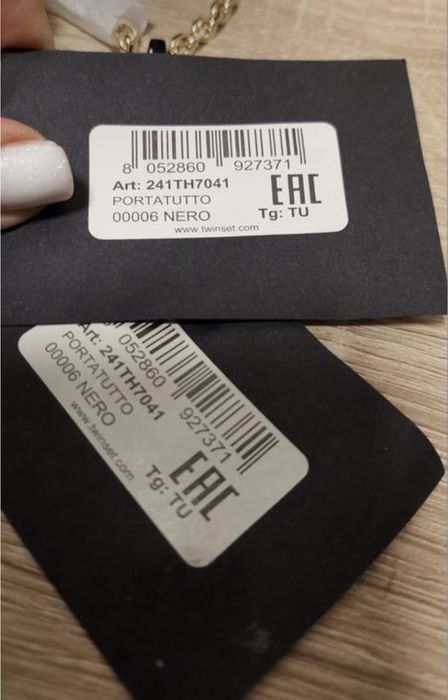 8 052860 927371
Art: 241TH7041
PORTATUTTO
00006 NERO
EAC
Tg: TU
www.twinset.com
052860 927371
Art: 241TH7041
PORTATUTTO
00006 NERO
EAC
Tg: TU
www.twinset.com